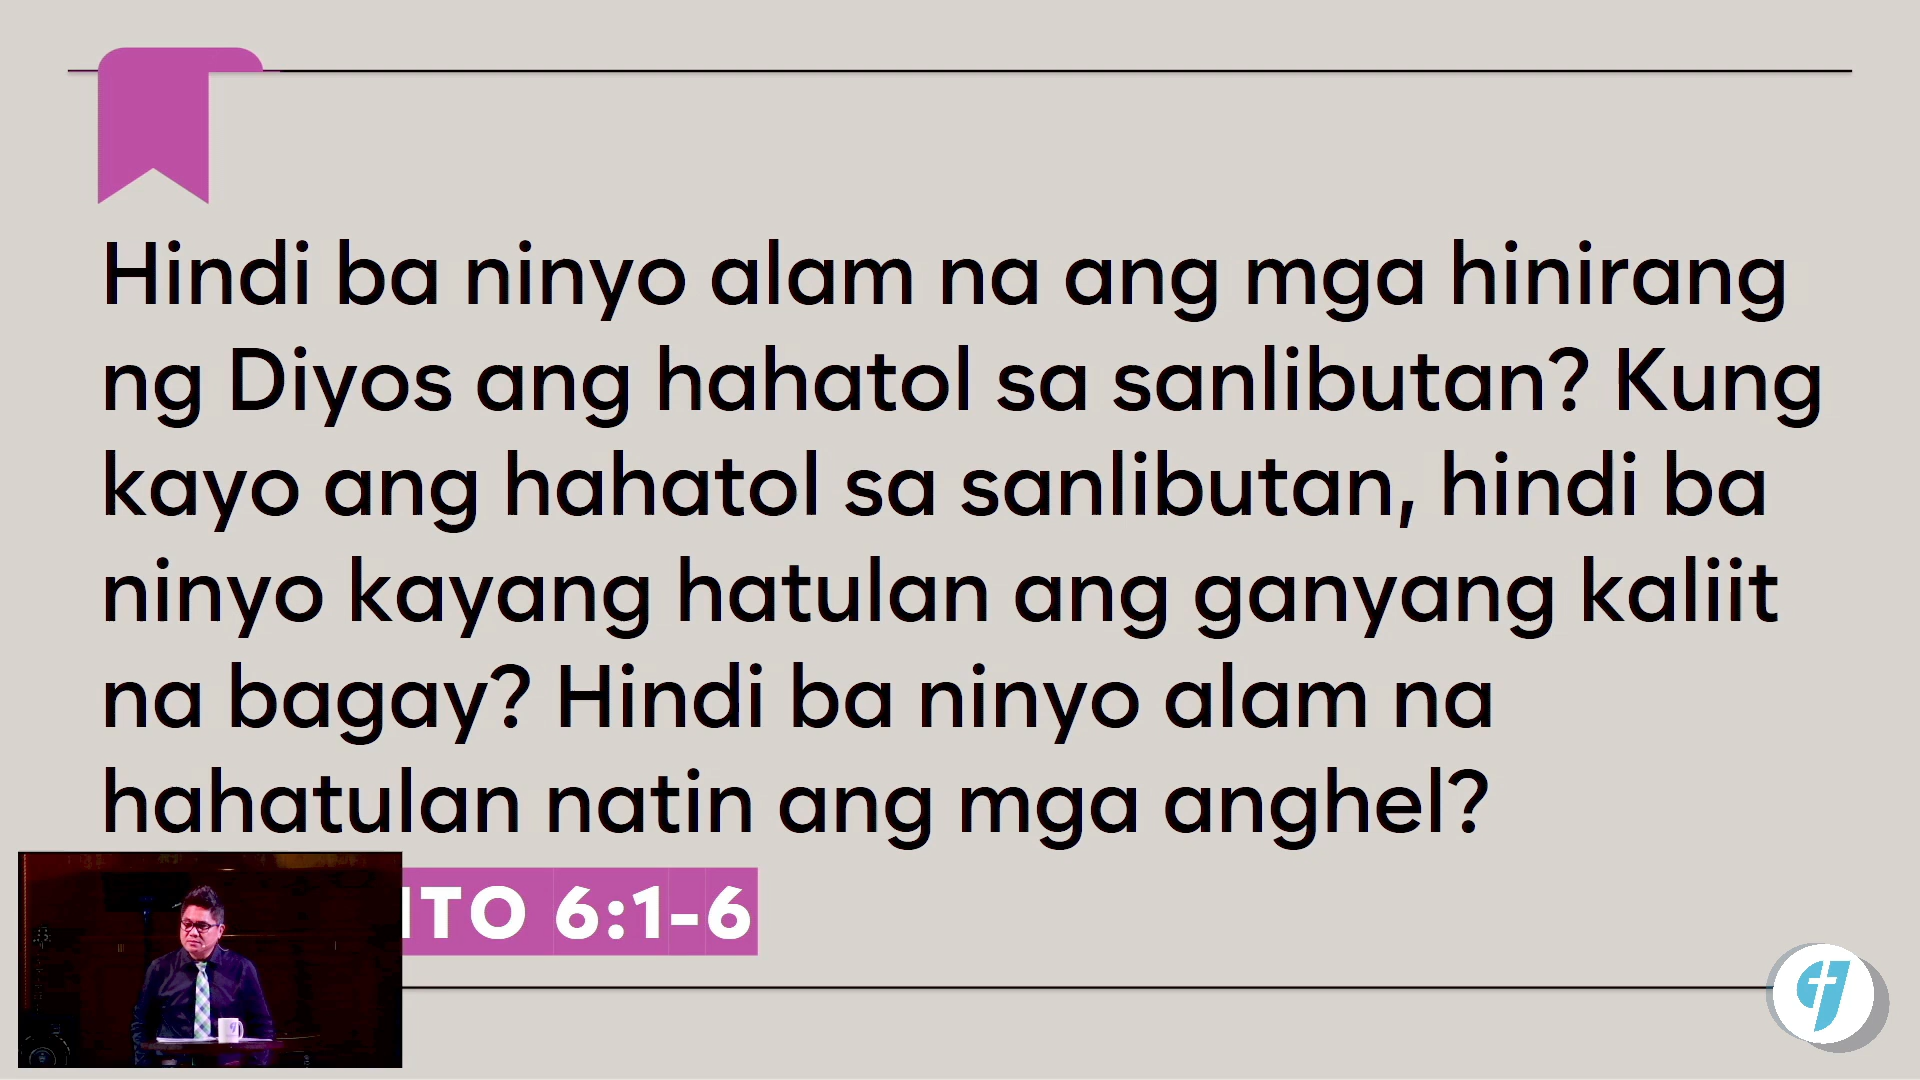 Hindi ba ninyo alam na ang mga hinirang
ng Diyos ang hahatol sa sanlibutan? Kung
kayo ang hahatol sa sanlibutan, hindi ba
ninyo kayang hatulan ang ganyang kaliit
na bagay? Hindi ba ninyo alam na
hahatulan natin ang mga anghel?
NTO 6:1-6